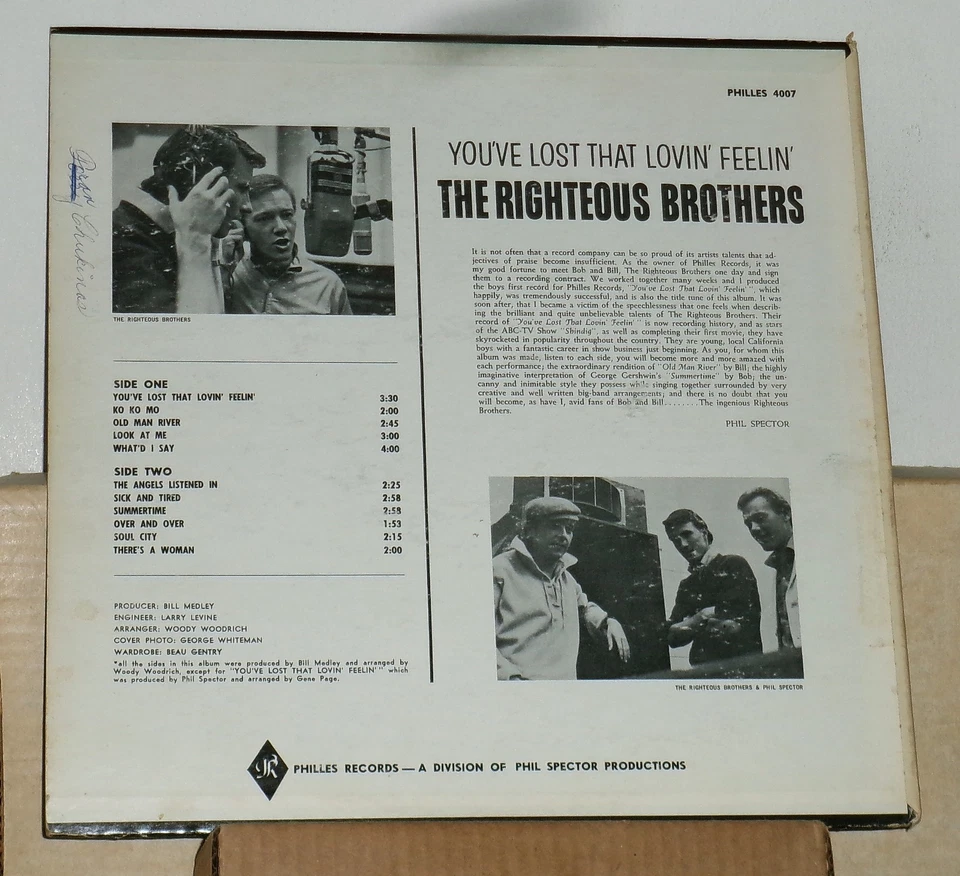 PHILLES 4007
YOU'VE LOST THAT LOVIN' FEELIN'
THE RIGHTEOUS BROTHERS
It is not often that a record company can be so proud of its artists talents that ad-
jectives of praise become insufficient. As the owner of Philles Records, it was
my good fortune to meet Bob and Bill, The Righteous Brothers one day and sign
them to a recording contract. We worked together many weeks and I produced
the boys first record for Philles Records, "You've Lost That Lovin' Feelin'", which
happily, was tremendously successful, and is also the title tune of this album. It was
soon after, that I became a victim of the speechlessness that one feels when describ-
ing the brilliant and quite unbelievable talents of The Righteous Brothers. Their
record of "You've Lost That Lovin' Feelin'" is now recording history, and as stars
of the ABC-TV Show "Shindig", as well as completing their first movie, they have
skyrocketed in popularity throughout the country. They are young, local California
boys with a fantastic career in show business just beginning. As you, for whom this
album was made, listen to each side, you will become more and more amazed with
each performance; the extraordinary rendition of "Old Man River" by Bill; the highly
imaginative interpretation of George Gershwin's "Summertime" by Bob; the un-
canny and inimitable style they possess while singing together surrounded by very
creative and well written big-band arrangements; and there is no doubt that you
will become, as have I, avid fans of Bob and Bill........The ingenious Righteous
Brothers.
PHIL SPECTOR
THE RIGHTEOUS BROTHERS
SIDE ONE
YOU'VE LOST THAT LOVIN' FEELIN' 3:30
KO KO MO 2:00
OLD MAN RIVER 2:45
LOOK AT ME 3:00
WHAT'D I SAY 4:00
SIDE TWO
THE ANGELS LISTENED IN 2:25
SICK AND TIRED 2:58
SUMMERTIME 2:58
OVER AND OVER 1:53
SOUL CITY 2:15
THERE'S A WOMAN 2:00
PRODUCER: BILL MEDLEY
ENGINEER: LARRY LEVINE
ARRANGER: WOODY WOODRICH
COVER PHOTO: GEORGE WHITEMAN
WARDROBE: BEAU GENTRY
*all the sides in this album were produced by Bill Medley and arranged by
Woody Woodrich, except for "YOU'VE LOST THAT LOVIN' FEELIN'" which
was produced by Phil Spector and arranged by Gene Page.
THE RIGHTEOUS BROTHERS & PHIL SPECTOR
PHILLES RECORDS — A DIVISION OF PHIL SPECTOR PRODUCTIONS